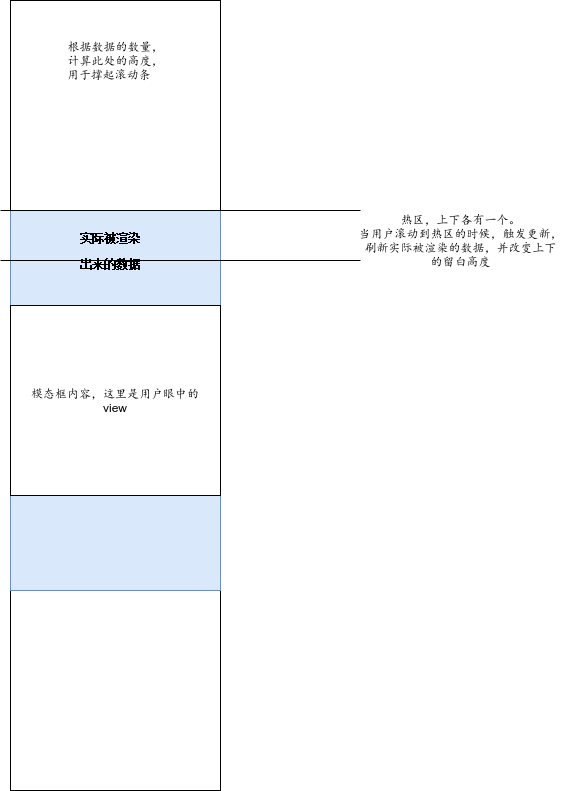 根据数据的数量，
计算此处的高度，
用于撑起滚动条
实际被渲染
出来的数据
热区，上下各有一个。
当用户滚动到热区的时候，触发更新，
刷新实际被渲染的数据，并改变上下
的留白高度
模态框内容，这里是用户眼中的
view